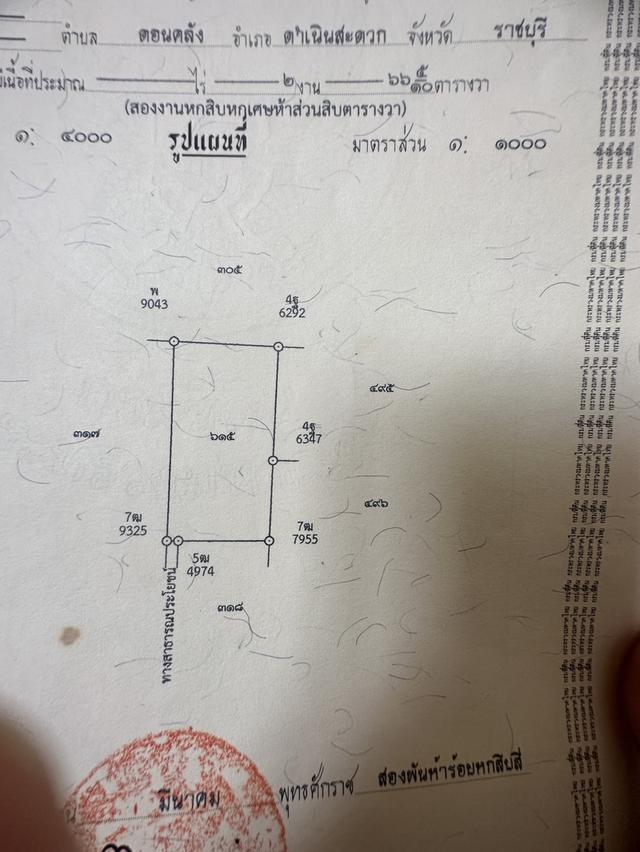 ตำบล ดอนคลัง อำเภอ ดำเนินสะดวก จังหวัด ราชบุรี
เนื้อที่ประมาณ ไร่ ๒ งาน ๖๖ ๕/๑๐ ตารางวา
(สองงานหกสิบหกเศษห้าส่วนสิบตารางวา)
๑: ๔๐๐๐ รูปแผนที่ มาตราส่วน ๑: ๑๐๐๐
๓๐๕
พ
9043
4ฐ
6292
๔๙๕
๓๑๗
๖๑๕
4ฐ
6347
๔๙๖
7ฒ
9325
7ฒ
7955
5ฒ
4974
ทางสาธารณประโยชน์
๓๑๘
มีนาคม พุทธศักราช สองพันห้าร้อยหกสิบสี่